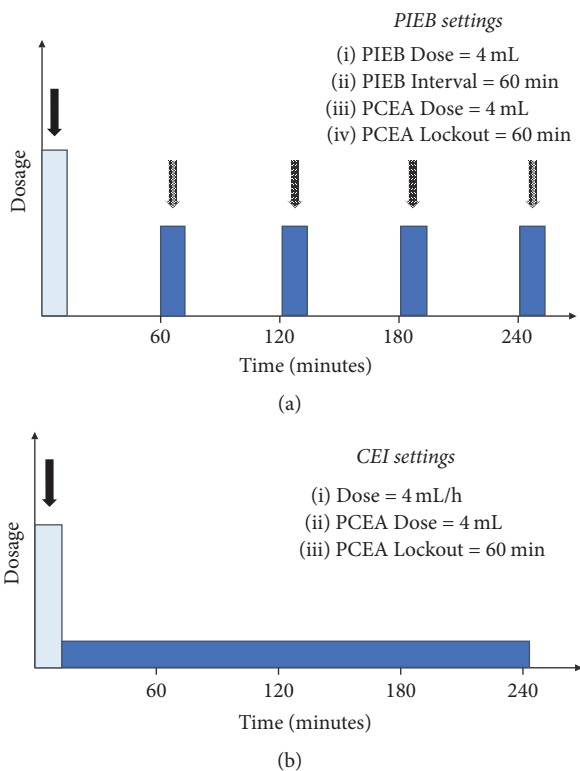 PIEB settings
(i) PIEB Dose = 4 mL
(ii) PIEB Interval = 60 min
(iii) PCEA Dose = 4 mL
(iv) PCEA Lockout = 60 min
Dosage
60 120 180 240
Time (minutes)
(a)
CEI settings
(i) Dose = 4 mL/h
(ii) PCEA Dose = 4 mL
(iii) PCEA Lockout = 60 min
Dosage
60 120 180 240
Time (minutes)
(b)